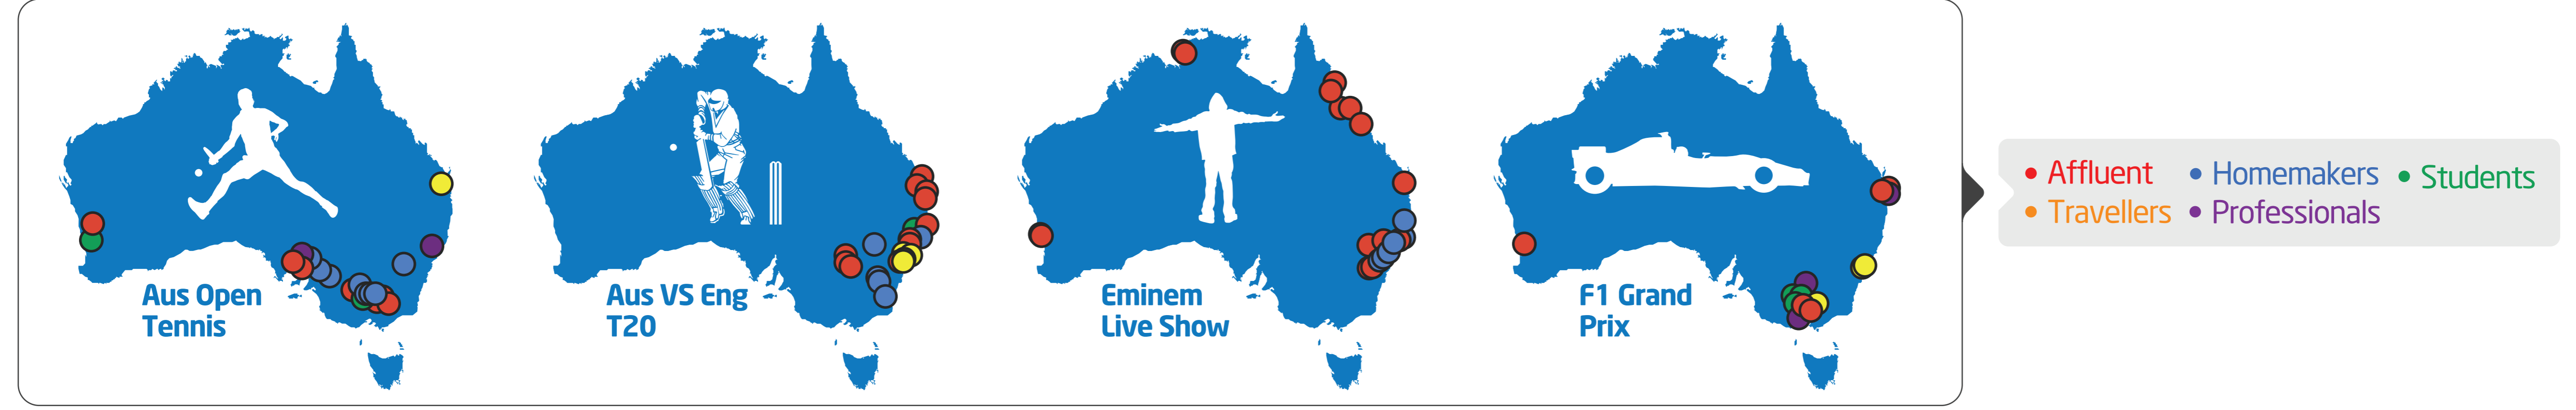 Aus Open
Tennis
Aus VS Eng
T20
Eminem
Live Show
F1 Grand
Prix
Affluent
Homemakers
Students
Travellers
Professionals